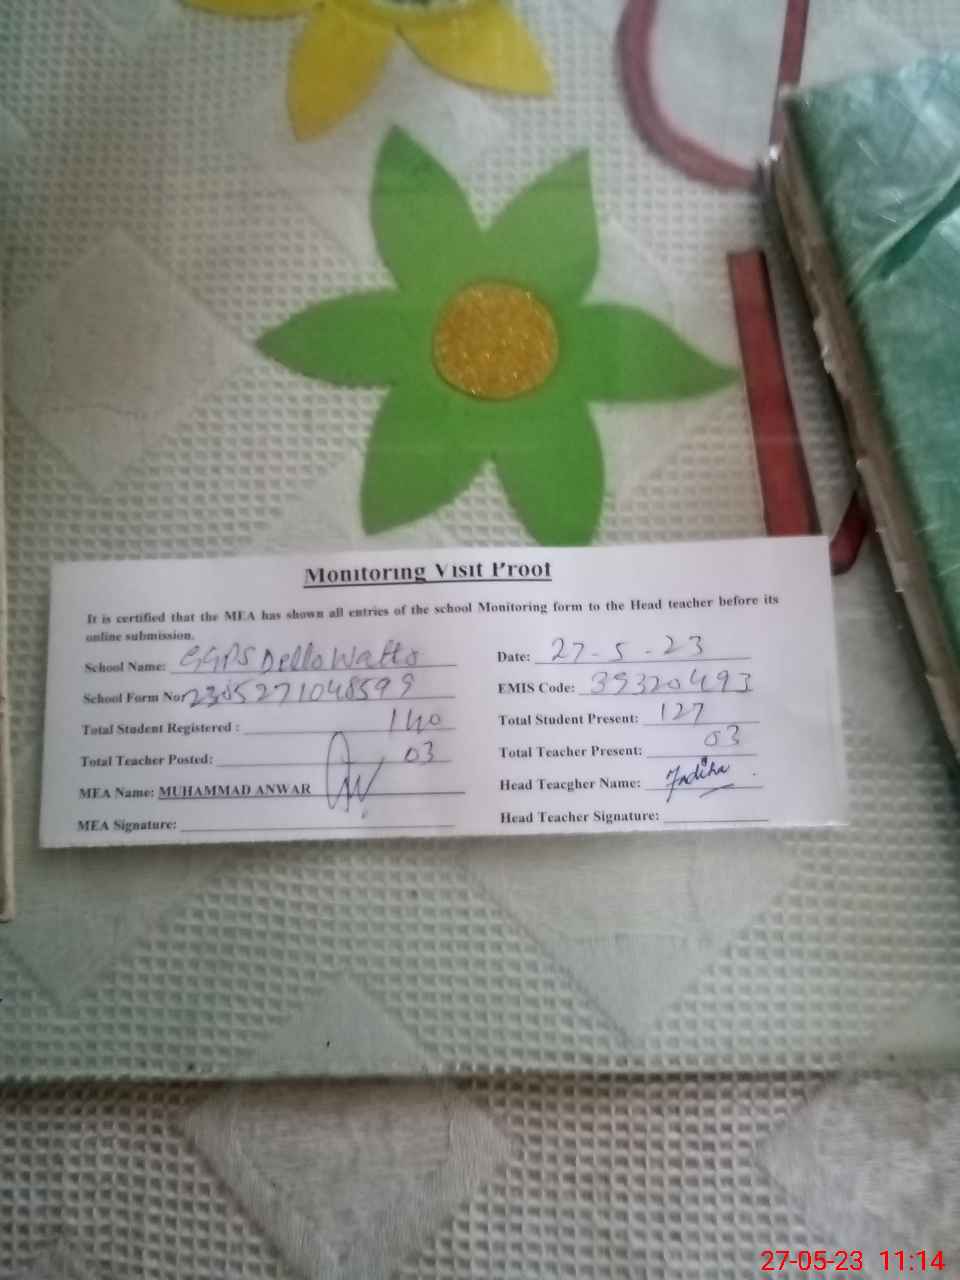 Monitoring Visit Proof
It is certified that the MEA has shown all entries of the school Monitoring form to the Head teacher before its
online submission.
School Name: GGPS Dello Watto Date: 27-5-23
School Form No: 2305271048599 EMIS Code: 39320493
Total Student Registered : 140 Total Student Present: 127
Total Teacher Posted: 03 Total Teacher Present: 03
MEA Name: MUHAMMAD ANWAR Head Teacgher Name: Fadiha
MEA Signature: Head Teacher Signature:
27-05-23 11:14